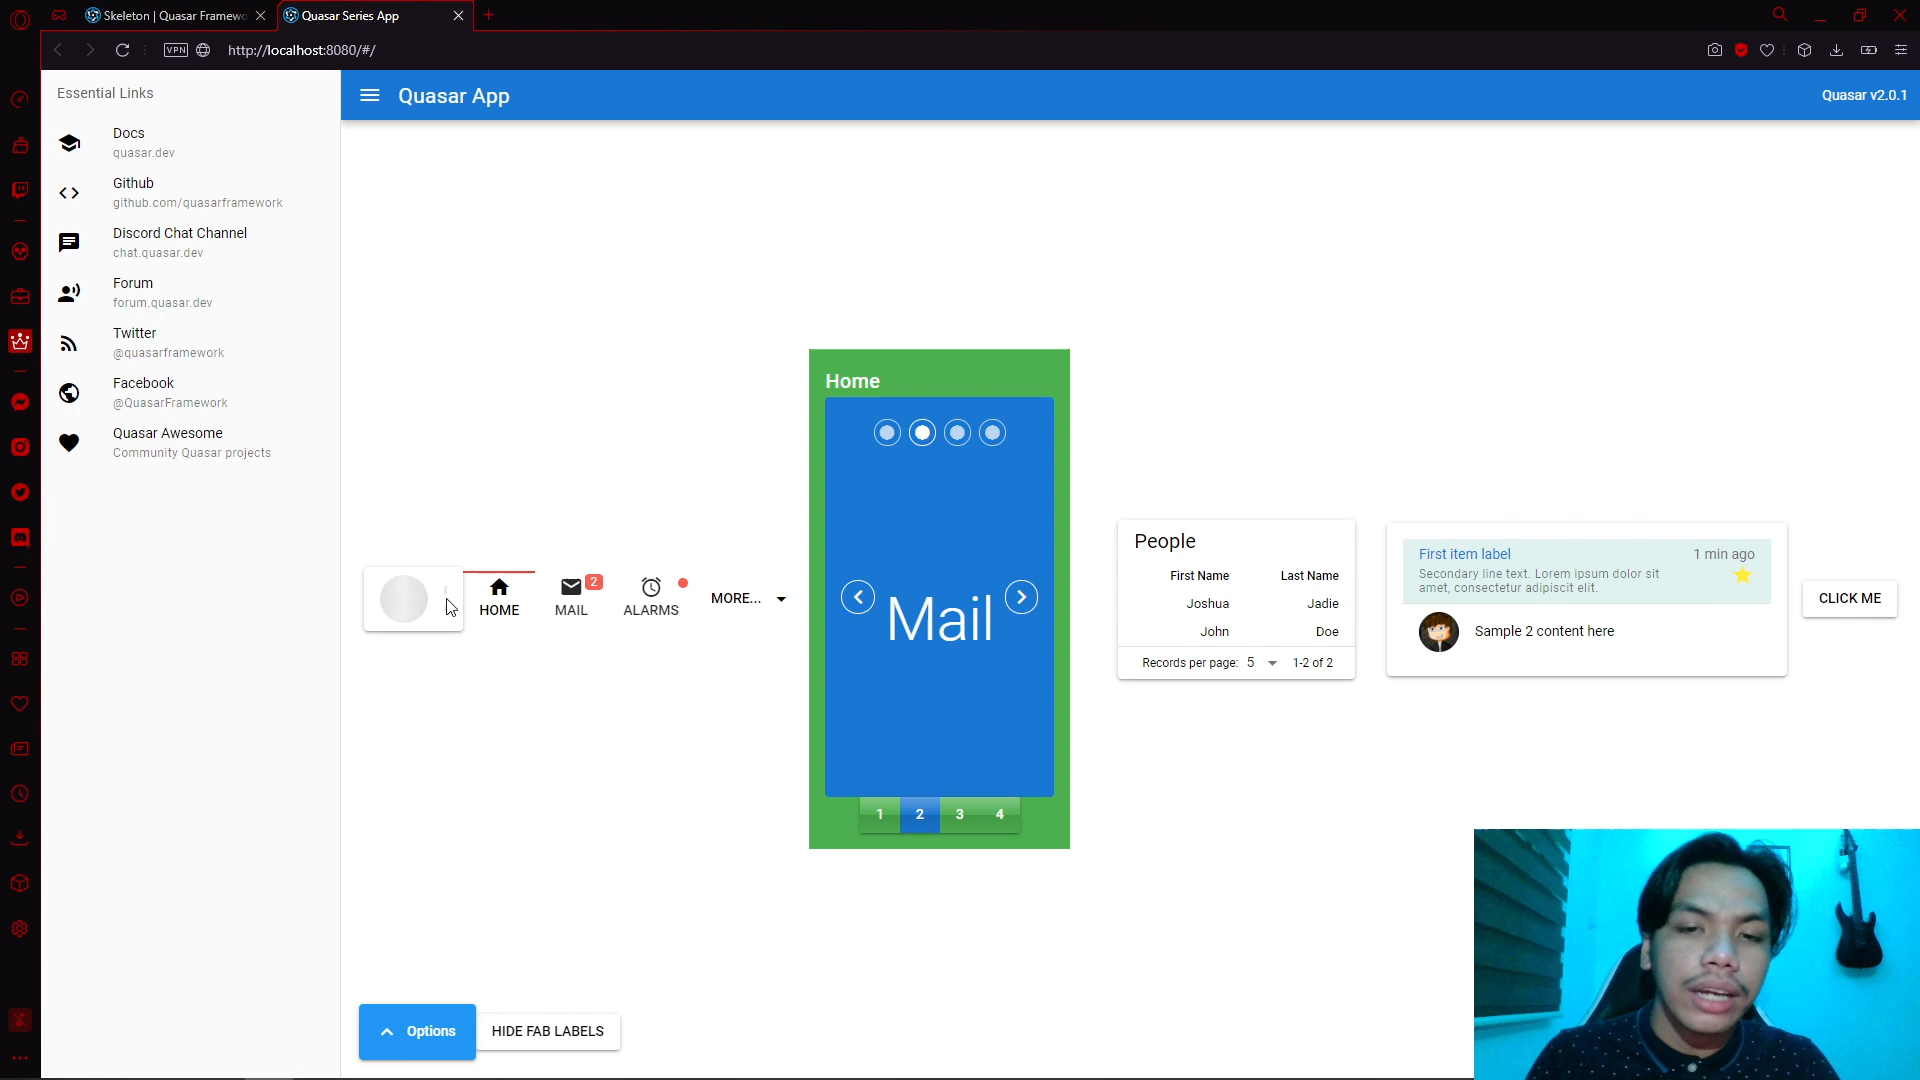 Skeleton | Quasar Framewo
Quasar Series App
VPN
http://localhost:8080/#/
Essential Links
Quasar App
Quasar v2.0.1
Docs
quasar.dev
Github
github.com/quasarframework
Discord Chat Channel
chat.quasar.dev
Forum
forum.quasar.dev
Twitter
@quasarframework
Facebook
@QuasarFramework
Quasar Awesome
Community Quasar projects
HOME
2
MAIL
ALARMS
MORE...
Home
Mail
1 2 3 4
People
First Name Last Name
Joshua Jadie
John Doe
Records per page: 5 1-2 of 2
First item label 1 min ago
Secondary line text. Lorem ipsum dolor sit
amet, consectetur adipiscit elit.
Sample 2 content here
CLICK ME
Options
HIDE FAB LABELS